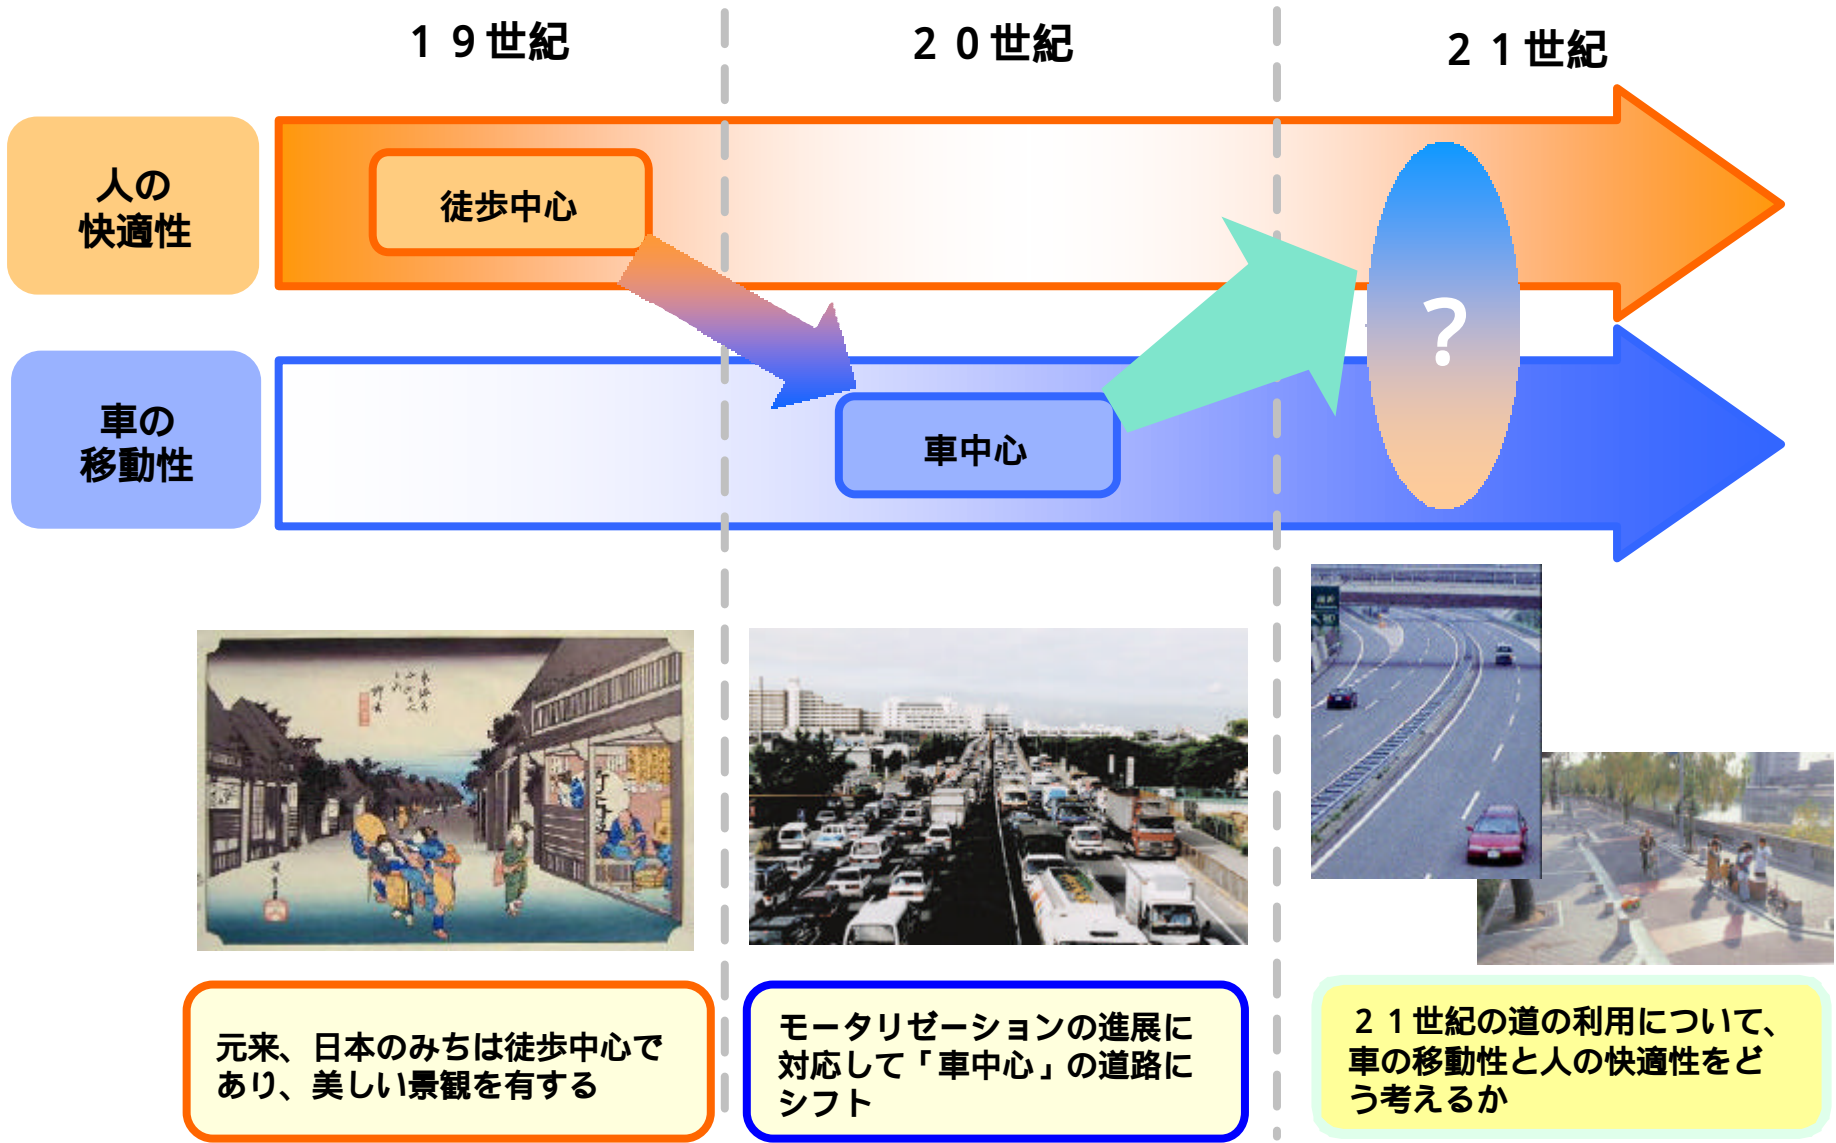 １９世紀
２０世紀
２１世紀
人の
快適性
徒歩中心
?
車の
移動性
車中心
元来、日本のみちは徒歩中心で
あり、美しい景観を有する
モータリゼーションの進展に
対応して「車中心」の道路に
シフト
２１世紀の道の利用について、
車の移動性と人の快適性をど
う考えるか